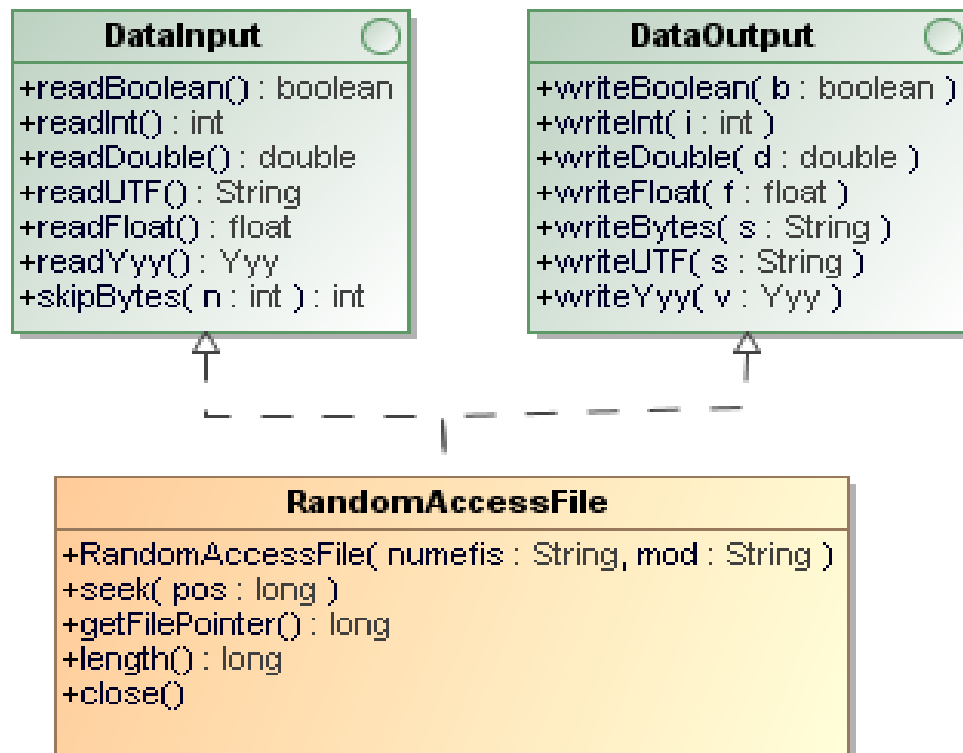 DataInput
+readBoolean() : boolean
+readInt() : int
+readDouble() : double
+readUTF() : String
+readFloat() : float
+readYyy() : Yyy
+skipBytes( n : int ) : int
DataOutput
+writeBoolean( b : boolean )
+writeInt( i : int )
+writeDouble( d : double )
+writeFloat( f : float )
+writeBytes( s : String )
+writeUTF( s : String )
+writeYyy( v : Yyy )
RandomAccessFile
+RandomAccessFile( numefis : String, mod : String )
+seek( pos : long )
+getFilePointer() : long
+length() : long
+close()